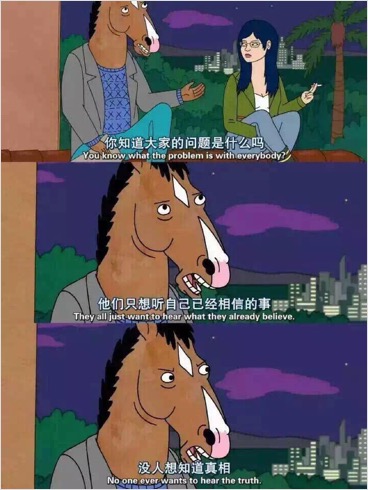 你知道大家的问题是什么吗
You know what the problem is with everybody?
他们只想听自己已经相信的事
They all just want to hear what they already believe.
没人想知道真相
No one ever wants to hear the truth.